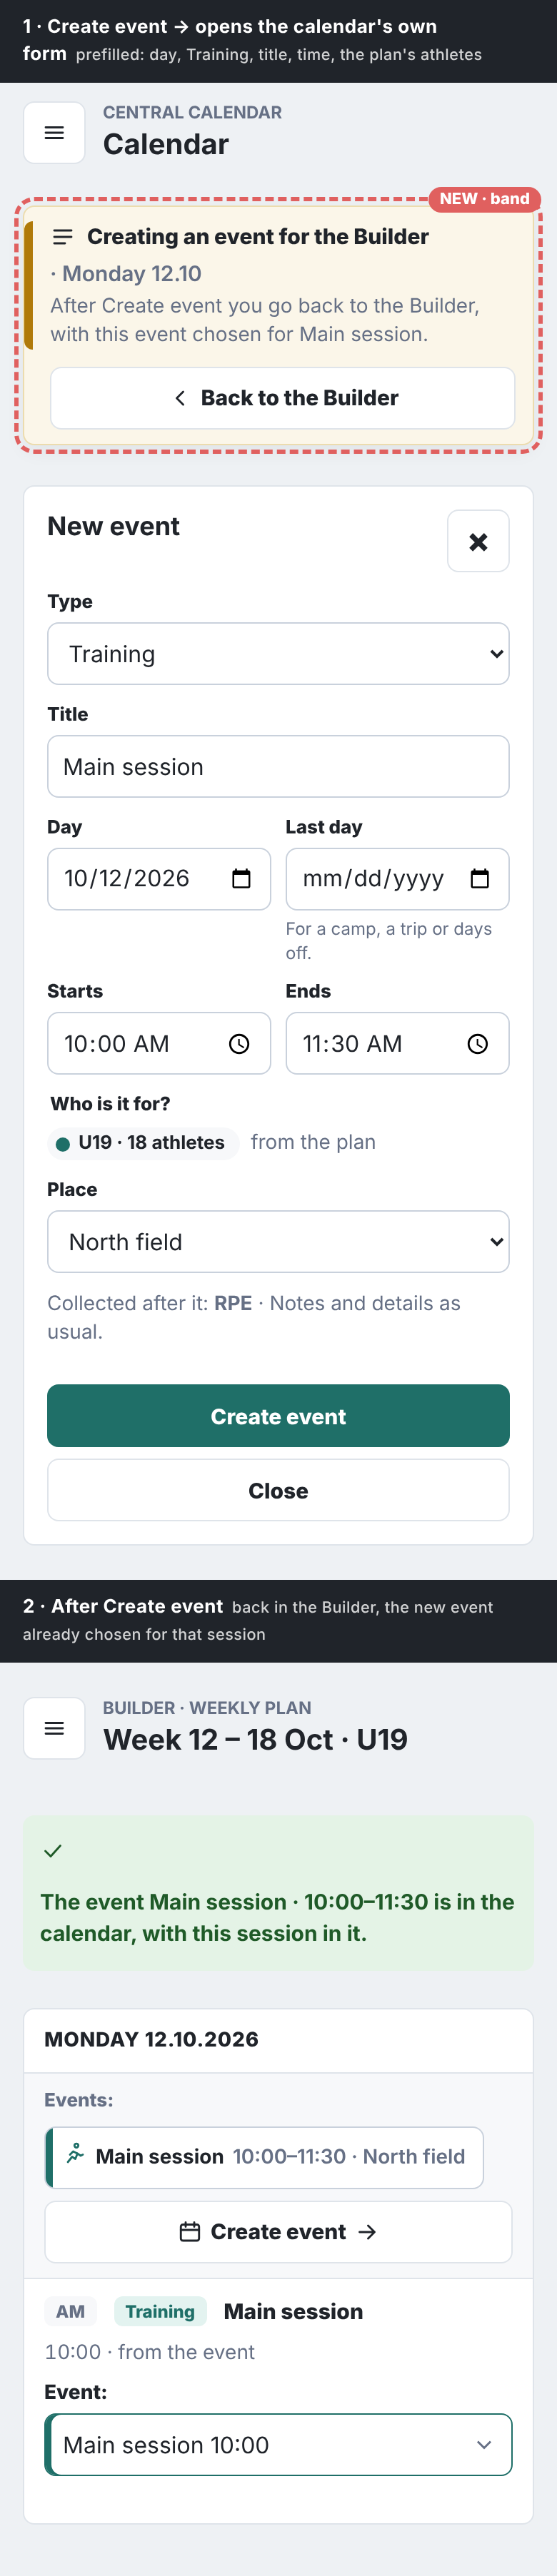 1 · Create event → opens the calendar's own
form prefilled: day, Training, title, time, the plan's athletes
CENTRAL CALENDAR
Calendar
NEW · band
Creating an event for the Builder
· Monday 12.10
After Create event you go back to the Builder,
with this event chosen for Main session.
Back to the Builder
New event
Type
Training
Title
Main session
Day
Last day
10/12/2026
mm/dd/yyyy
For a camp, a trip or days
off.
Starts
Ends
10:00 AM
11:30 AM
Who is it for?
U19 · 18 athletes from the plan
Place
North field
Collected after it: RPE · Notes and details as
usual.
Create event
Close
2 · After Create event back in the Builder, the new event
already chosen for that session
BUILDER · WEEKLY PLAN
Week 12 – 18 Oct · U19
The event Main session · 10:00–11:30 is in the
calendar, with this session in it.
MONDAY 12.10.2026
Events:
Main session 10:00–11:30 · North field
Create event →
AM Training Main session
10:00 · from the event
Event:
Main session 10:00